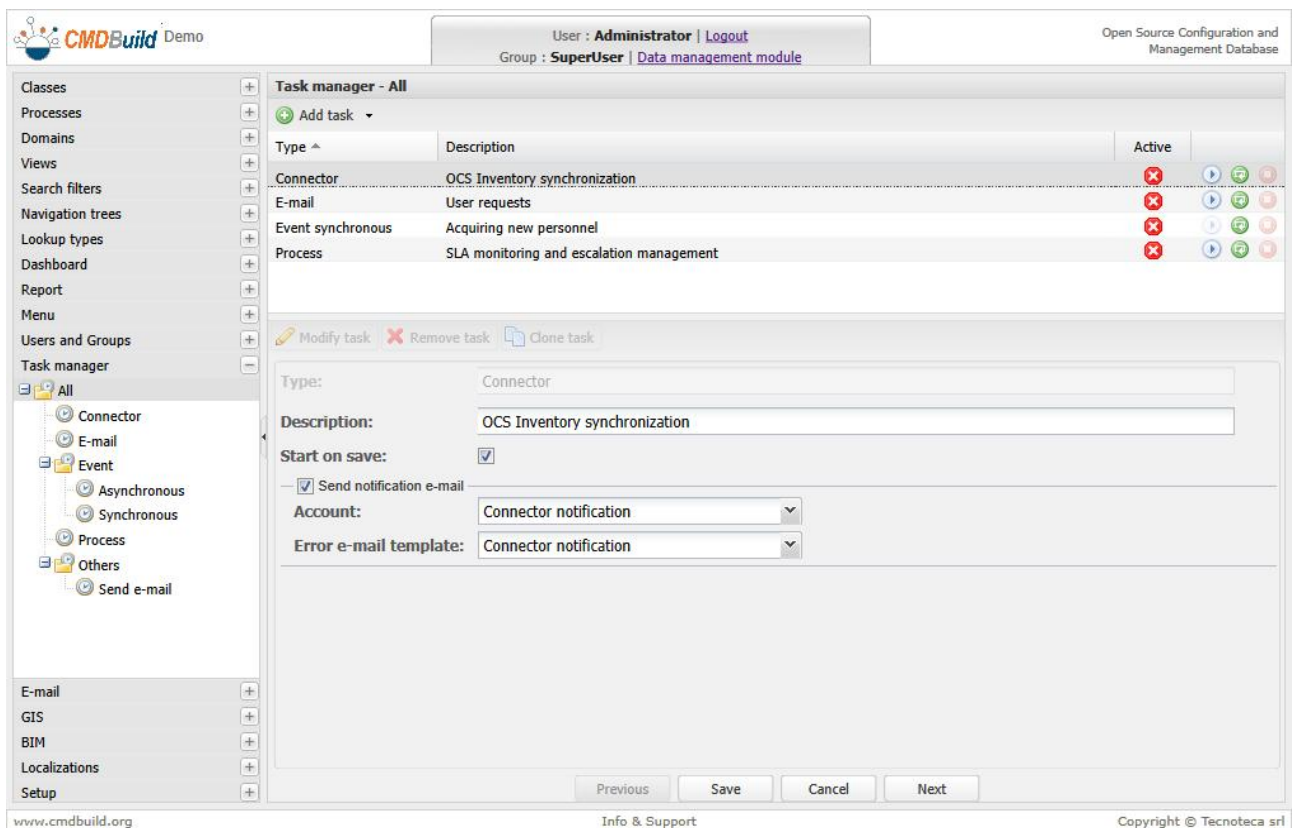 CMDBuild Demo
User : Administrator | Logout
Group : SuperUser | Data management module
Open Source Configuration and
Management Database
Classes
Processes
Domains
Views
Search filters
Navigation trees
Lookup types
Dashboard
Report
Menu
Users and Groups
Task manager
All
Connector
E-mail
Event
Asynchronous
Synchronous
Process
Others
Send e-mail
E-mail
GIS
BIM
Localizations
Setup
Task manager - All
Add task
Type Description Active
Connector OCS Inventory synchronization
E-mail User requests
Event synchronous Acquiring new personnel
Process SLA monitoring and escalation management
Modify task Remove task Clone task
Type: Connector
Description: OCS Inventory synchronization
Start on save:
Send notification e-mail
Account: Connector notification
Error e-mail template: Connector notification
Previous Save Cancel Next
www.cmdbuild.org Info & Support Copyright © Tecnoteca srl